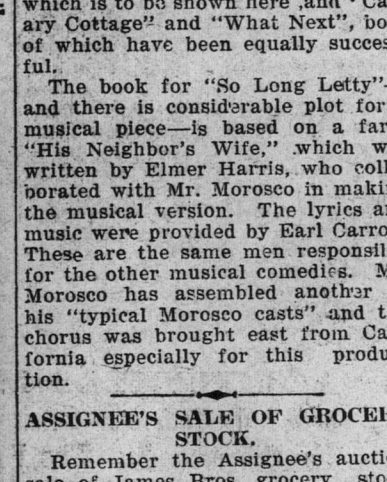 which is to be shown here ,and "Ca
ary Cottage" and "What Next", bo
of which have been equally succes
ful.
The book for "So Long Letty"—
and there is considerable plot for
musical piece—is based on a far
"His Neighbor's Wife," which w
written by Elmer Harris, who coll
borated with Mr. Morosco in maki
the musical version. The lyrics a
music were provided by Earl Carro
These are the same men responsil
for the other musical comedies. M
Morosco has assembled another
his "typical Morosco casts" and t
chorus was brought east from Ca
fornia especially for this produ
tion.
ASSIGNEE'S SALE OF GROCER
STOCK.
Remember the Assignee's aucti
sale of James Bros. grocery sto